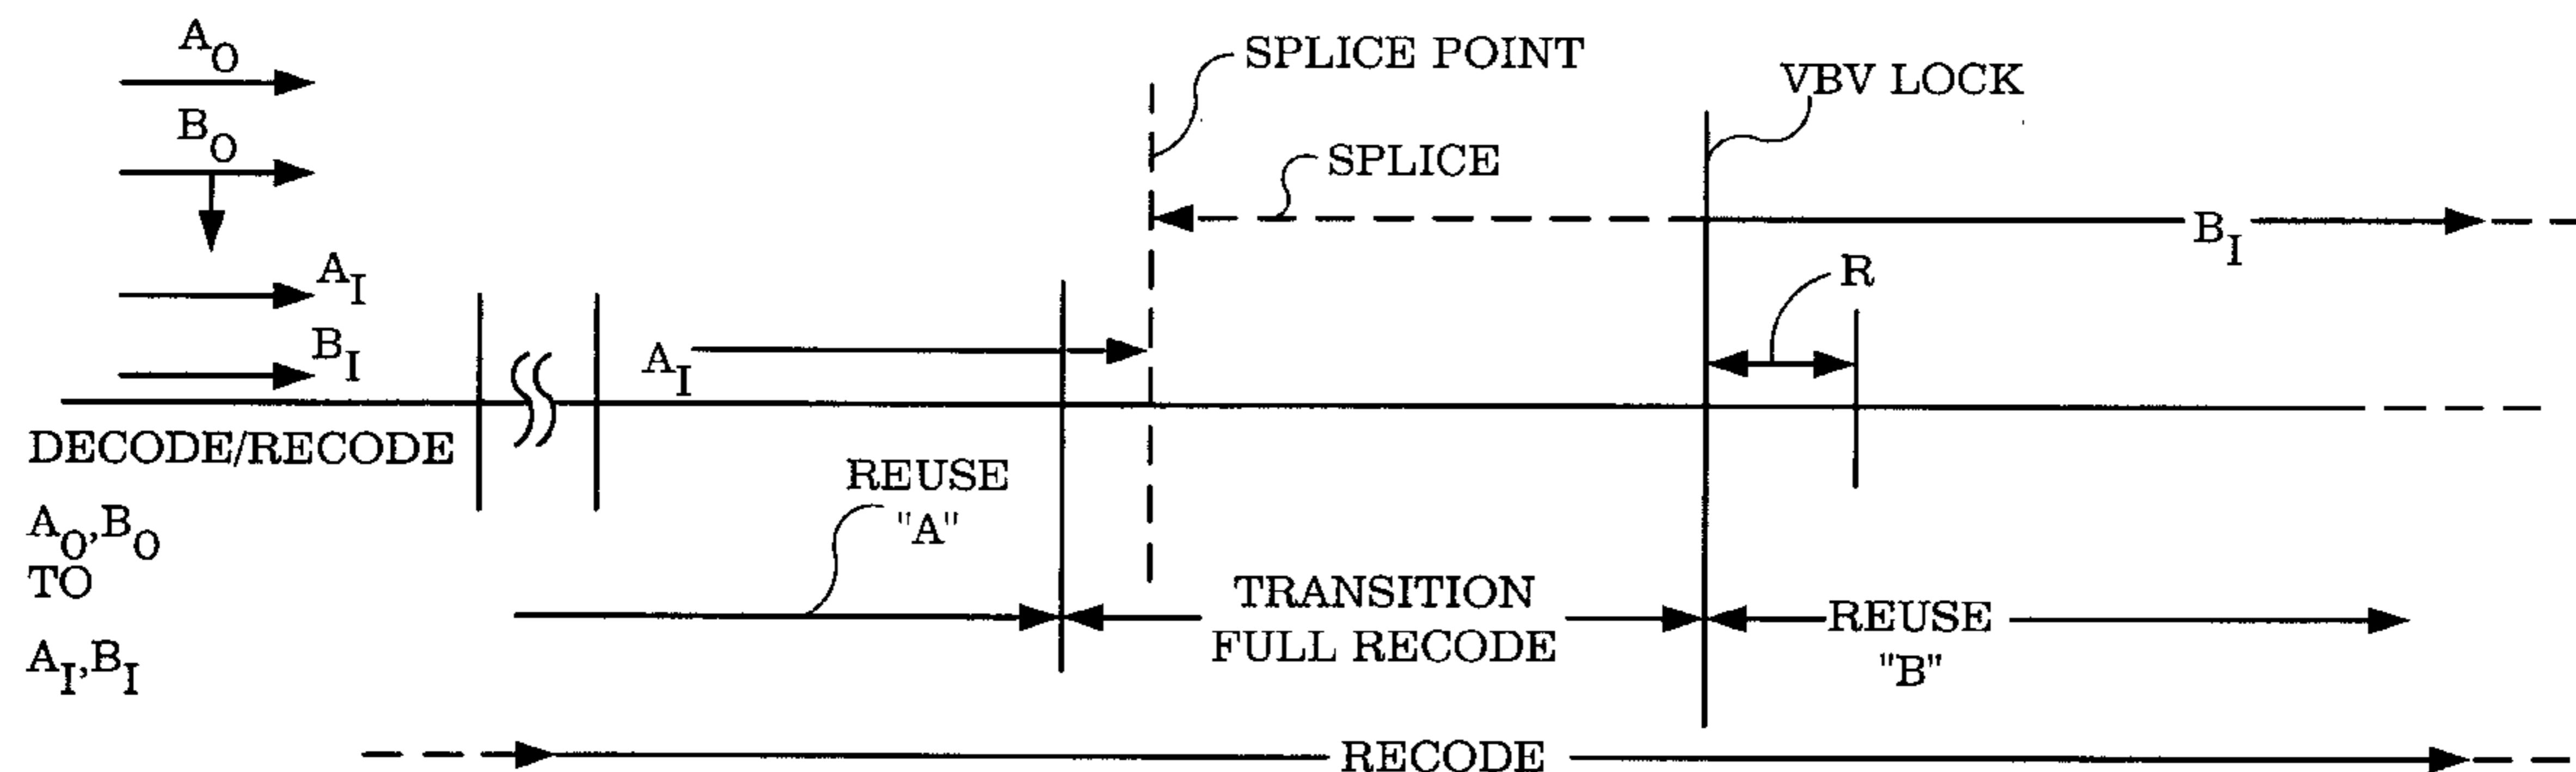 A_O
SPLICE POINT
VBV LOCK
B_O
SPLICE
B_I
A_I
R
B_I
A_I
DECODE/RECODE
REUSE
"A"
A_O,B_O
TO
A_I,B_I
TRANSITION
FULL RECODE
REUSE
"B"
RECODE